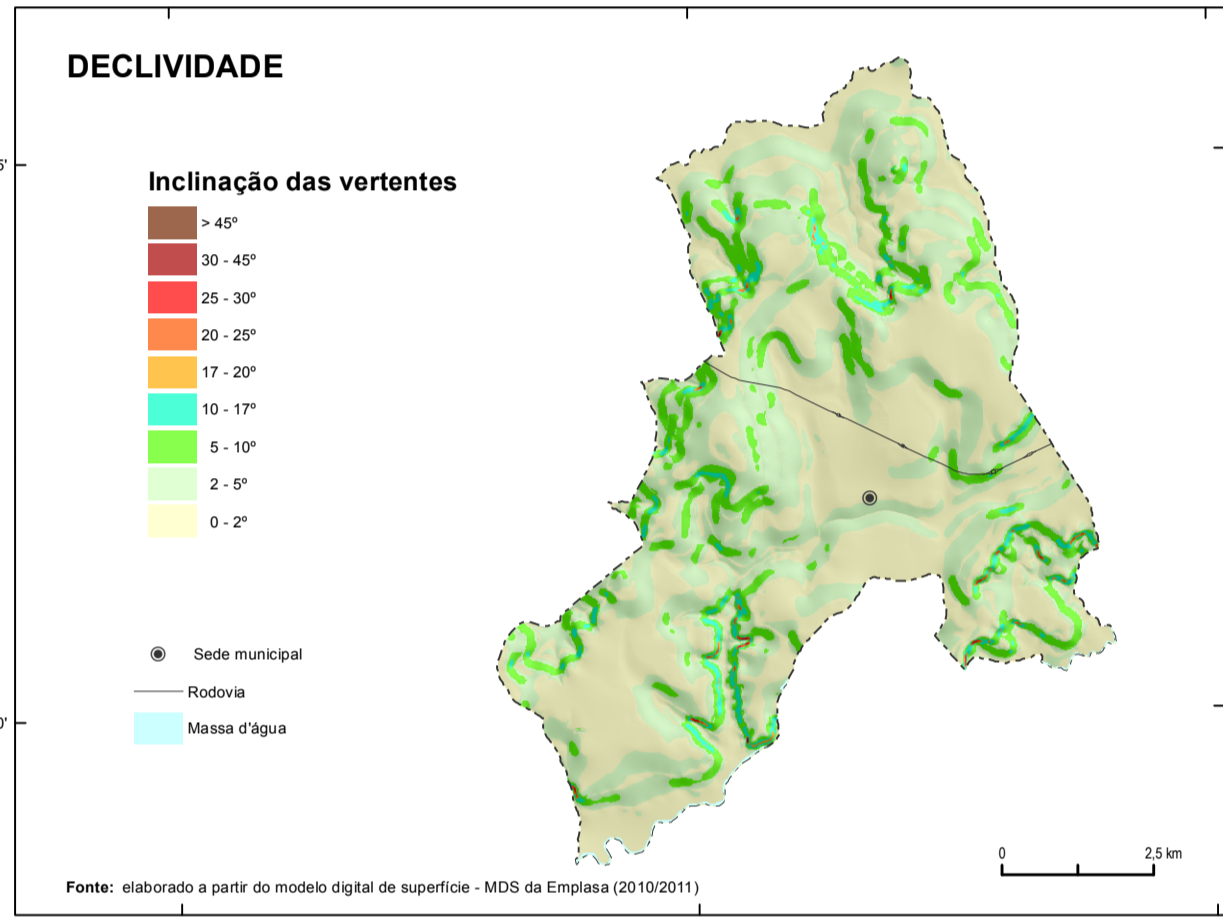 DECLIVIDADE
5'
Inclinação das vertentes
> 45º
30 - 45º
25 - 30º
20 - 25º
17 - 20º
10 - 17º
5 - 10º
2 - 5º
0 - 2º
Sede municipal
Rodovia
Massa d'água
0'
0 2,5 km
Fonte: elaborado a partir do modelo digital de superfície - MDS da Emplasa (2010/2011)